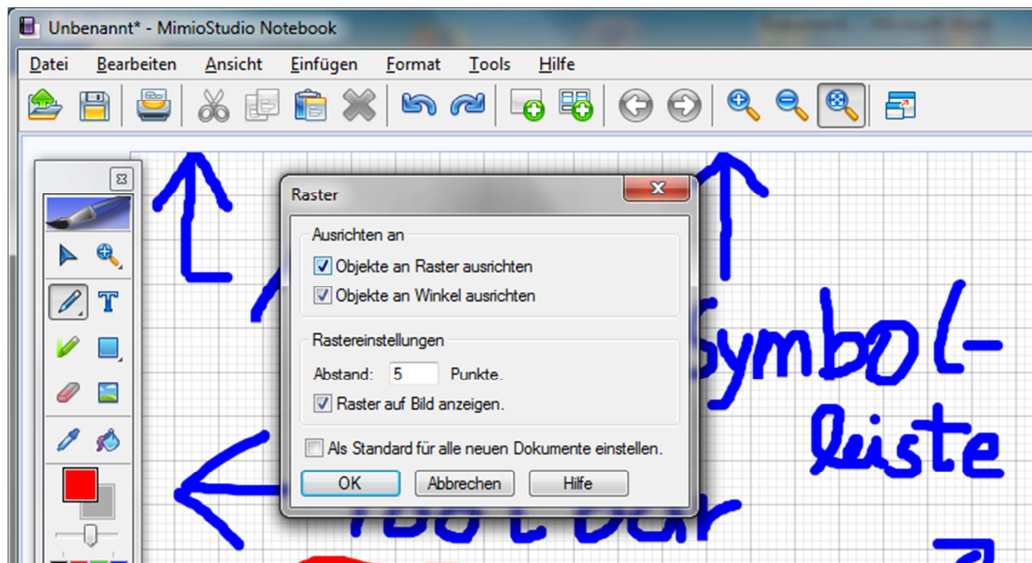 Unbenannt* - MimioStudio Notebook
Datei Bearbeiten Ansicht Einfügen Format Tools Hilfe
Raster
Ausrichten an
Objekte an Raster ausrichten
Objekte an Winkel ausrichten
Rastereinstellungen
Abstand: 5 Punkte.
Raster auf Bild anzeigen.
Als Standard für alle neuen Dokumente einstellen.
OK Abbrechen Hilfe
T
Symbol-
leiste
Toolbar